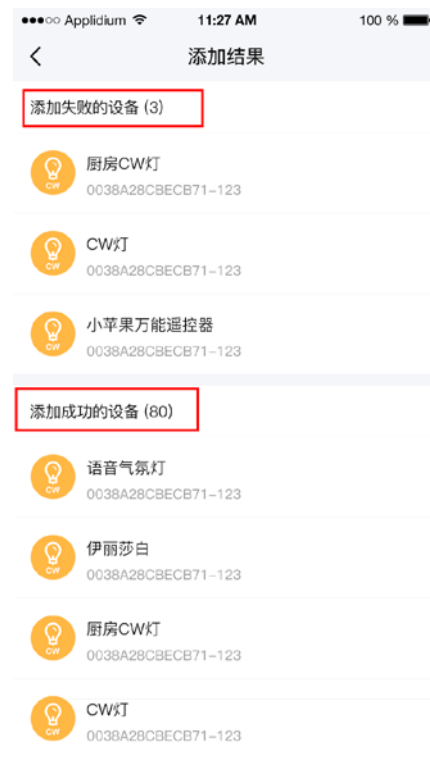 ●●●○○ Applidium 11:27 AM 100 %
添加结果
添加失败的设备 (3)
厨房CW灯
CW
0038A28CBECB71-123
CW灯
CW
0038A28CBECB71-123
小苹果万能遥控器
CW
0038A28CBECB71-123
添加成功的设备 (80)
语音气氛灯
CW
0038A28CBECB71-123
伊丽莎白
CW
0038A28CBECB71-123
厨房CW灯
CW
0038A28CBECB71-123
CW灯
CW
0038A28CBECB71-123